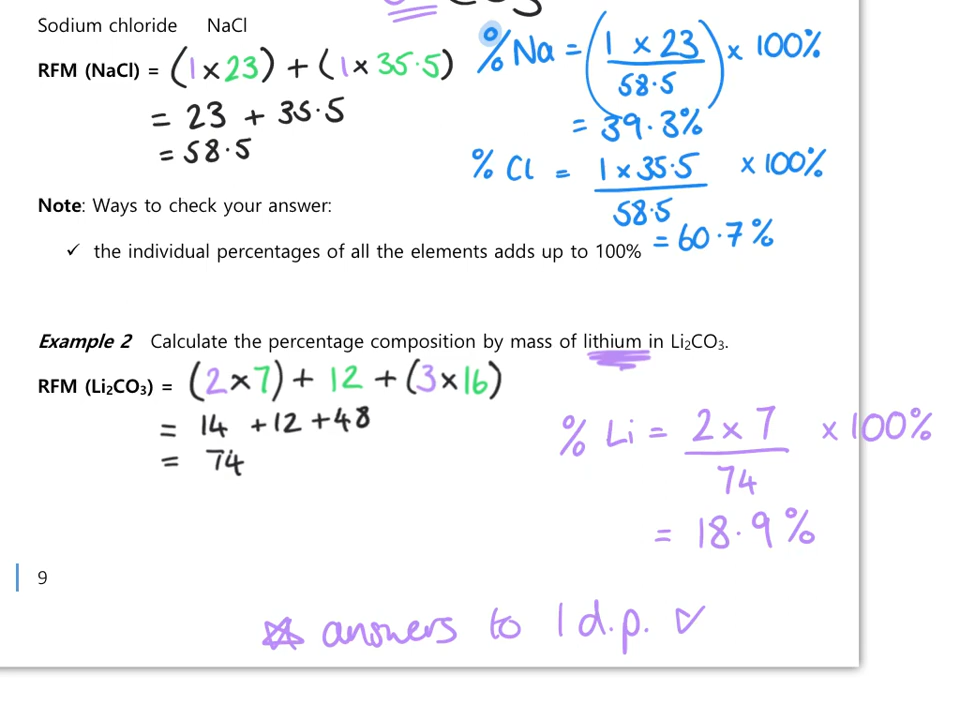 CO3
Sodium chloride NaCl
RFM (NaCl) = (1 x 23) + (1 x 35.5)
= 23 + 35.5
= 58.5
%Na = (1 x 23 / 58.5) x 100%
= 39.3%
% Cl = 1 x 35.5 / 58.5 x 100%
= 60.7%
Note: Ways to check your answer:
✓ the individual percentages of all the elements adds up to 100%
Example 2 Calculate the percentage composition by mass of lithium in Li₂CO₃.
RFM (Li₂CO₃) = (2 x 7) + 12 + (3 x 16)
= 14 + 12 + 48
= 74
% Li = 2 x 7 / 74 x 100%
= 18.9%
9
☆ answers to 1 d.p. ✓